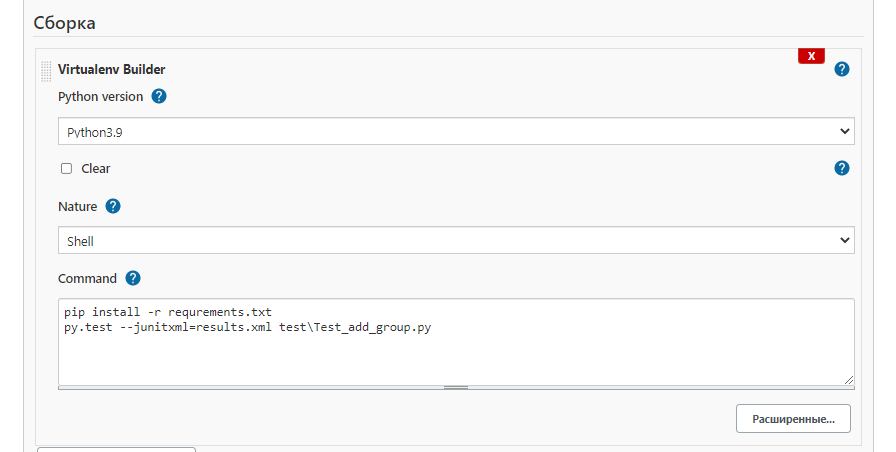 Сборка
X
Virtualenv Builder
?
Python version ?
Python3.9
Clear
?
Nature ?
Shell
Command ?
pip install -r requrements.txt
py.test --junitxml=results.xml test\Test_add_group.py
Расширенные...